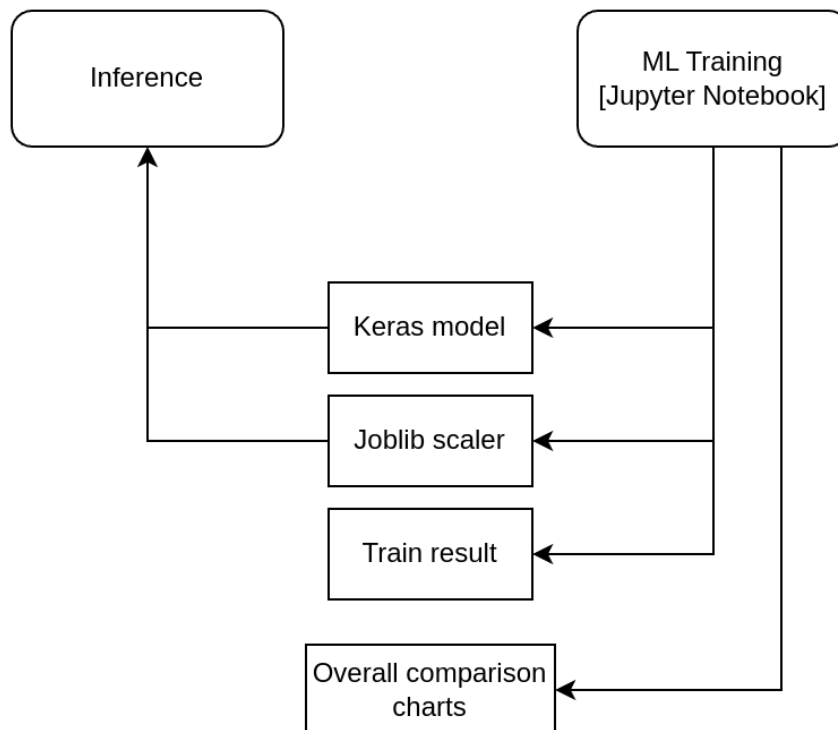 Inference
ML Training
[Jupyter Notebook]
Keras model
Joblib scaler
Train result
Overall comparison
charts